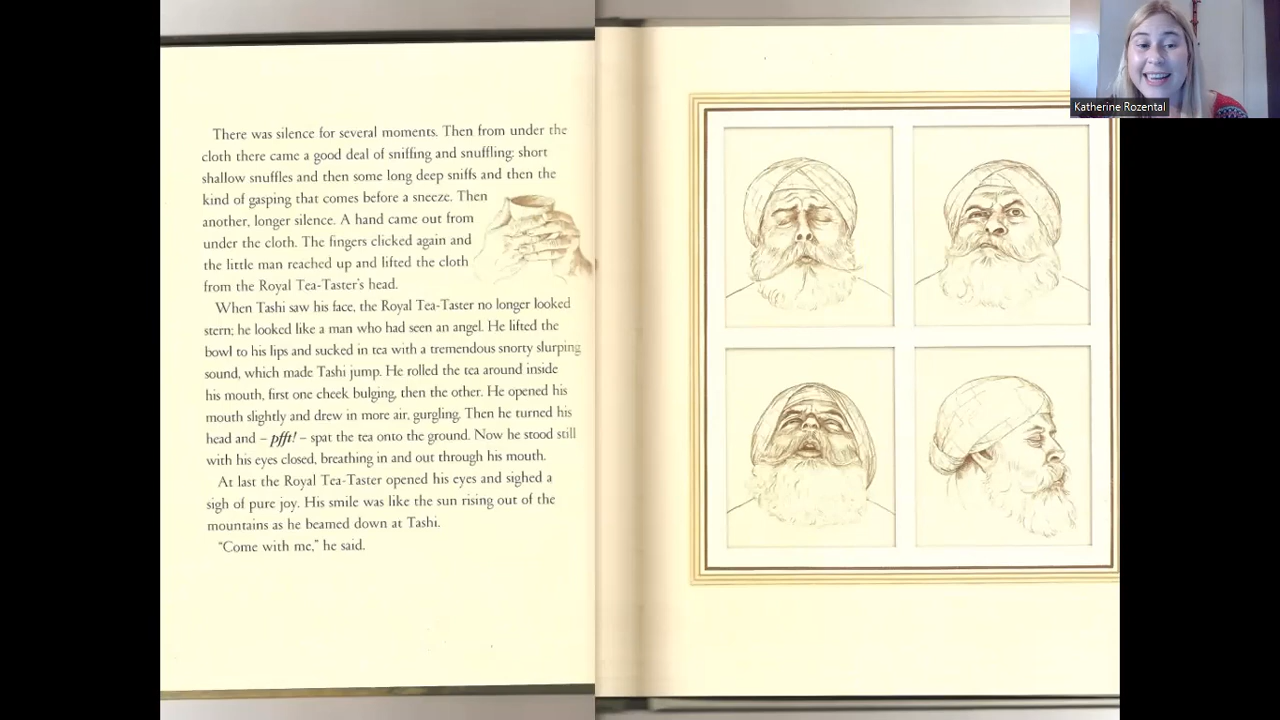 There was silence for several moments. Then from under the
cloth there came a good deal of sniffing and snuffling: short
shallow snuffles and then some long deep sniffs and then the
kind of gasping that comes before a sneeze. Then
another, longer silence. A hand came out from
under the cloth. The fingers clicked again and
the little man reached up and lifted the cloth
from the Royal Tea-Taster's head.
When Tashi saw his face, the Royal Tea-Taster no longer looked
stern; he looked like a man who had seen an angel. He lifted the
bowl to his lips and sucked in tea with a tremendous snorty slurping
sound, which made Tashi jump. He rolled the tea around inside
his mouth, first one cheek bulging, then the other. He opened his
mouth slightly and drew in more air, gurgling. Then he turned his
head and – pfft! – spat the tea onto the ground. Now he stood still
with his eyes closed, breathing in and out through his mouth.
At last the Royal Tea-Taster opened his eyes and sighed a
sigh of pure joy. His smile was like the sun rising out of the
mountains as he beamed down at Tashi.
"Come with me," he said.
Katherine Rozental